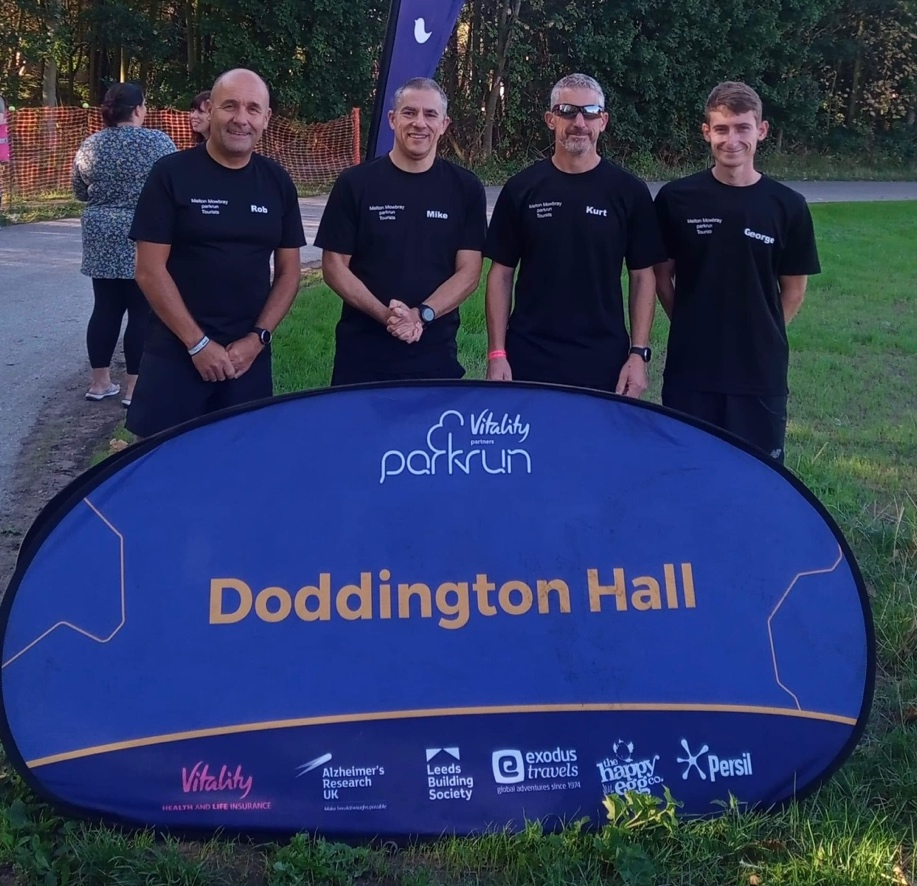 Melton Mowbray
parkrun
Tourists
Rob
Melton Mowbray
parkrun
Tourists
Mike
Melton Mowbray
parkrun
Tourists
Kurt
Melton Mowbray
parkrun
Tourists
George
Vitality
partners
parkrun
Doddington Hall
Vitality
HEALTH AND LIFE INSURANCE
Alzheimer's
Research
UK
Leeds
Building
Society
exodus
travels
global adventures since 1974
the
happy
egg co.
Persil